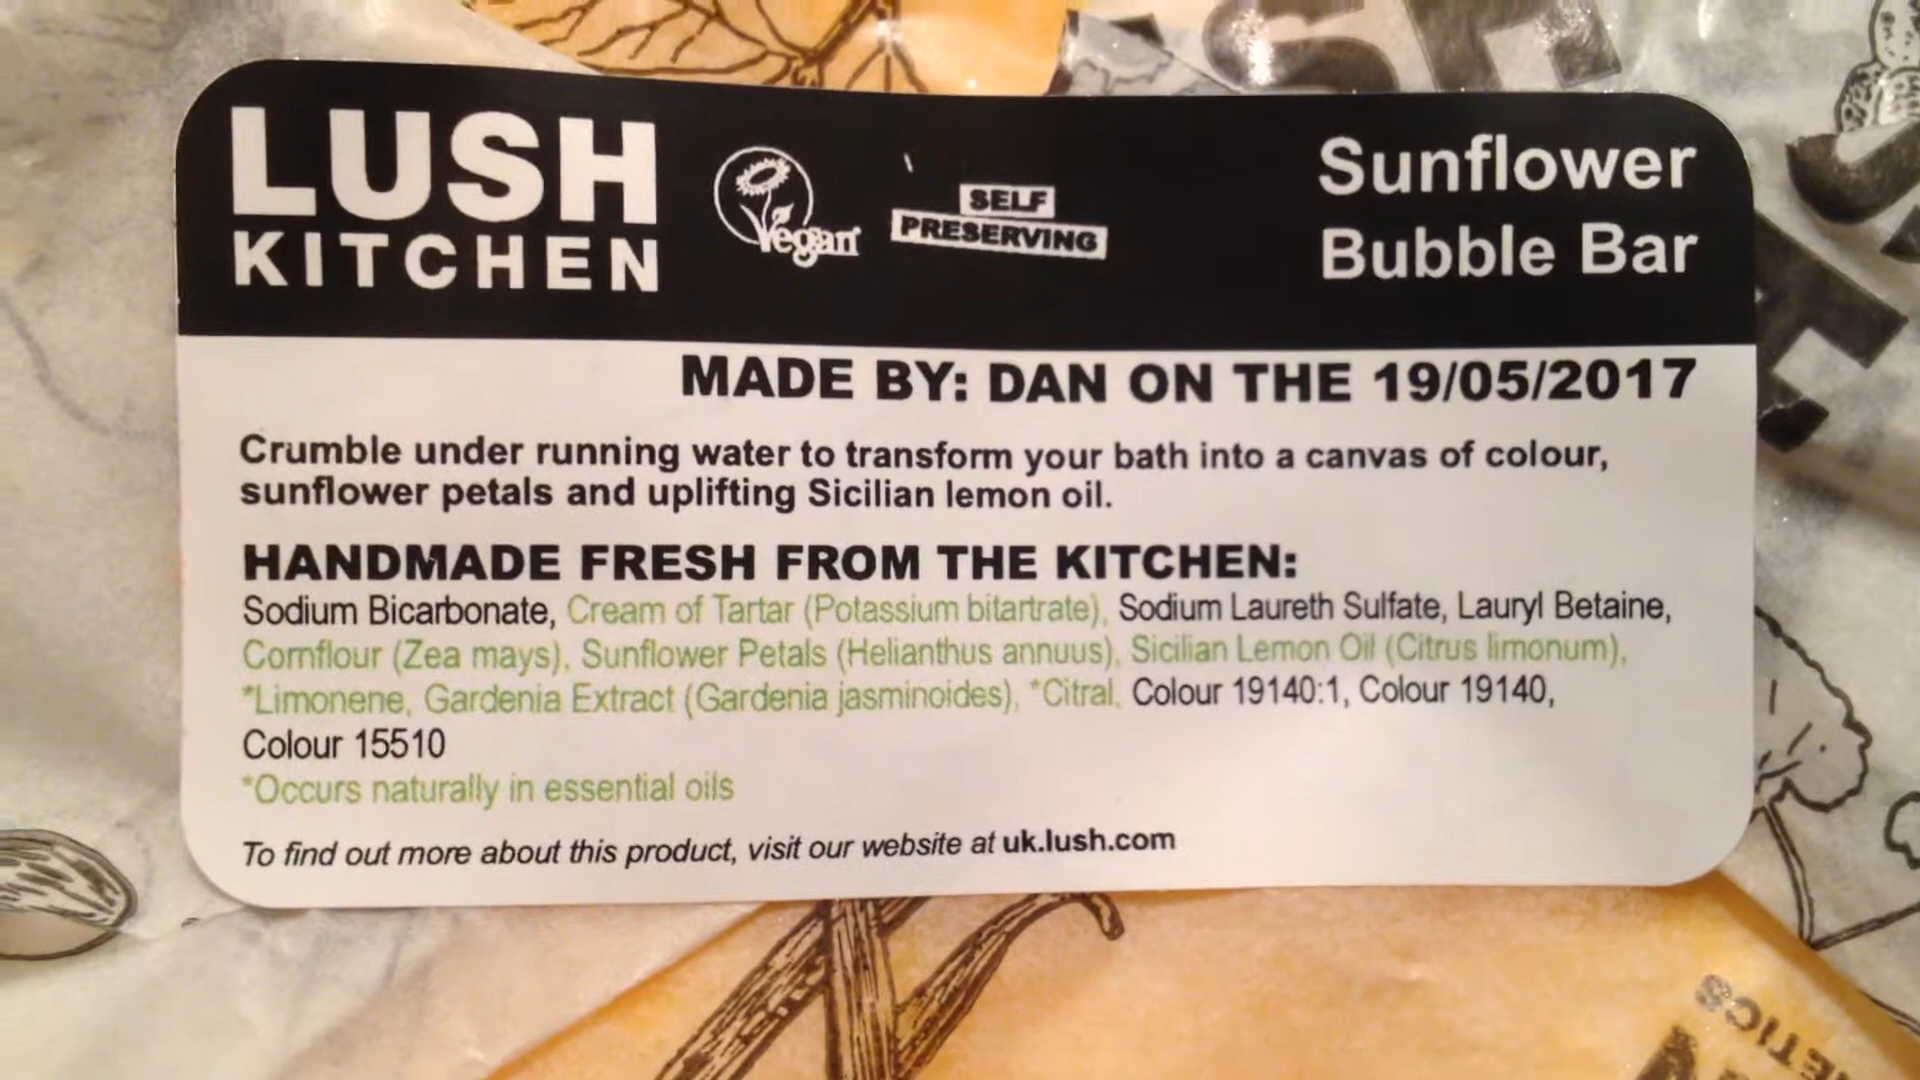 LUSH
KITCHEN
Vegan
SELF
PRESERVING
Sunflower
Bubble Bar
MADE BY: DAN ON THE 19/05/2017
Crumble under running water to transform your bath into a canvas of colour,
sunflower petals and uplifting Sicilian lemon oil.
HANDMADE FRESH FROM THE KITCHEN:
Sodium Bicarbonate, Cream of Tartar (Potassium bitartrate), Sodium Laureth Sulfate, Lauryl Betaine,
Cornflour (Zea mays), Sunflower Petals (Helianthus annuus), Sicilian Lemon Oil (Citrus limonum),
*Limonene, Gardenia Extract (Gardenia jasminoides), *Citral, Colour 19140:1, Colour 19140,
Colour 15510
*Occurs naturally in essential oils
To find out more about this product, visit our website at uk.lush.com